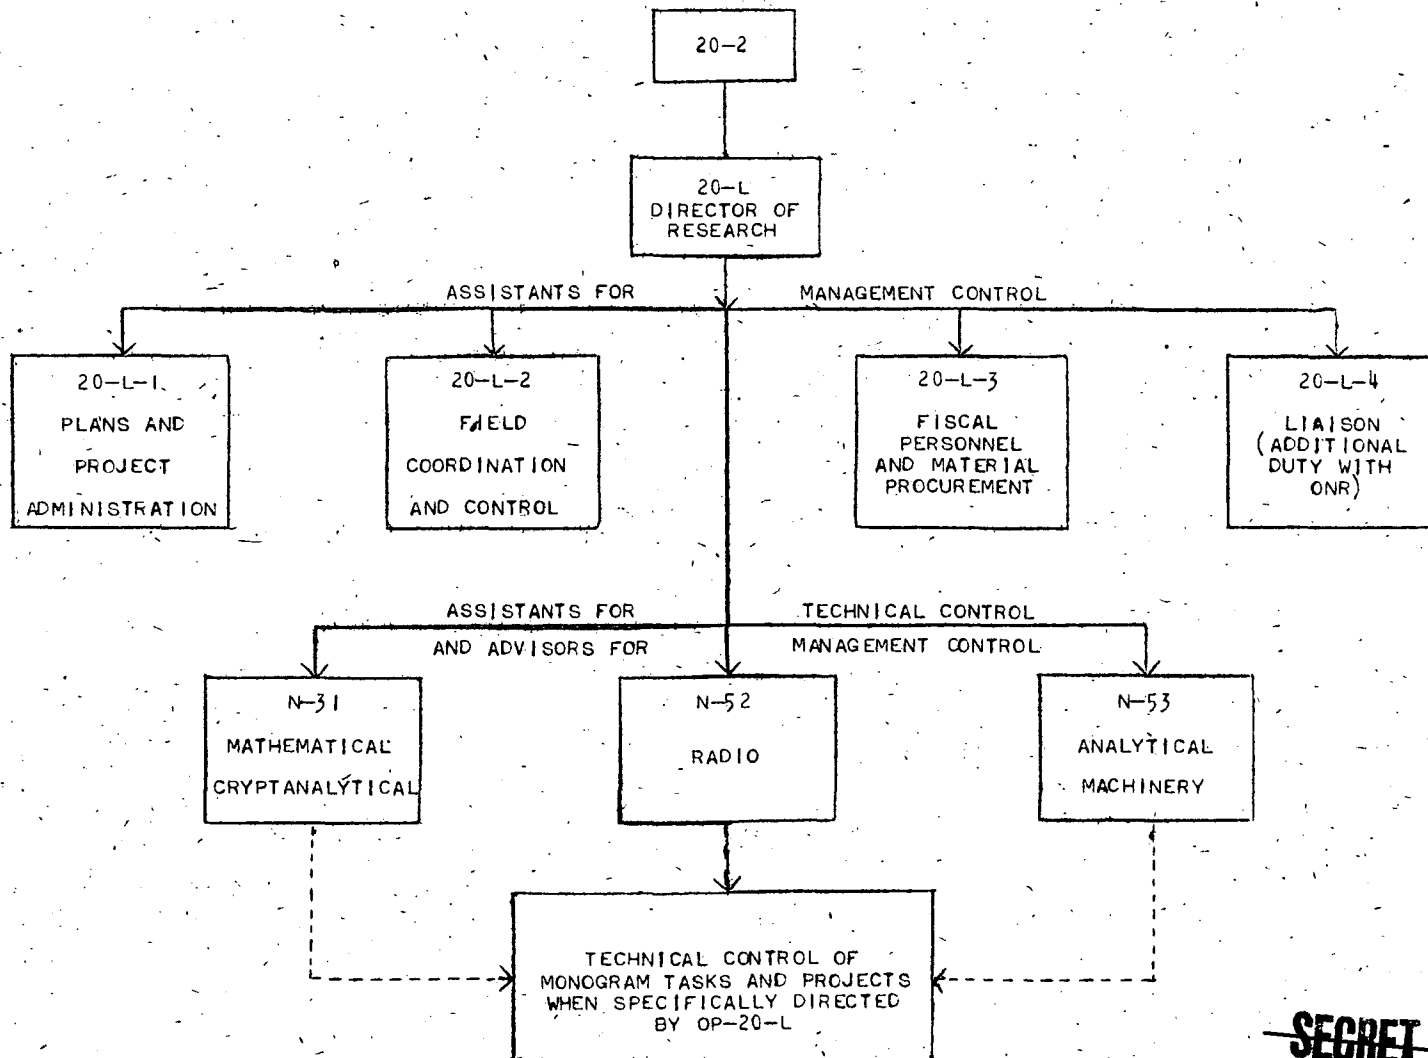 20-2
20-L
DIRECTOR OF
RESEARCH
ASSISTANTS FOR MANAGEMENT CONTROL
20-L-1
PLANS AND
PROJECT
ADMINISTRATION
20-L-2
FIELD
COORDINATION
AND CONTROL
20-L-3
FISCAL
PERSONNEL
AND MATERIAL
PROCUREMENT
20-L-4
LIAISON
(ADDITIONAL
DUTY WITH
ONR)
ASSISTANTS FOR TECHNICAL CONTROL
AND ADVISORS FOR MANAGEMENT CONTROL
N-31
MATHEMATICAL
CRYPTANALYTICAL
N-52
RADIO
N-53
ANALYTICAL
MACHINERY
TECHNICAL CONTROL OF
MONOGRAM TASKS AND PROJECTS
WHEN SPECIFICALLY DIRECTED
BY OP-20-L
SECRET